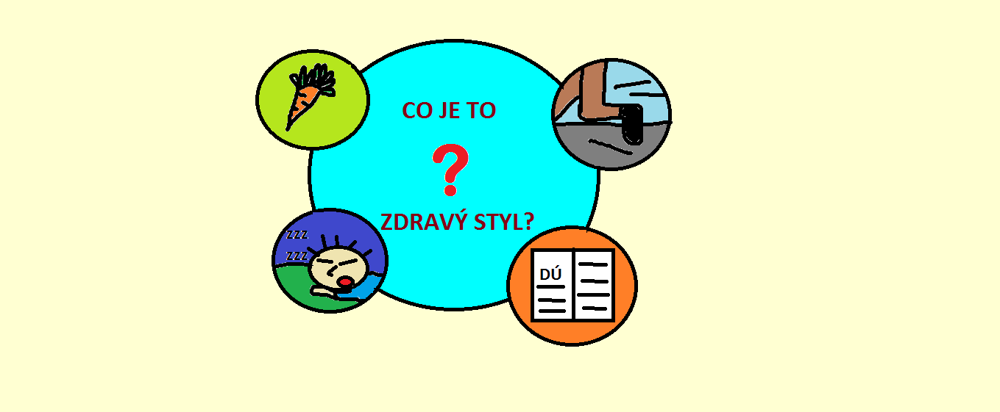 CO JE TO
?
ZDRAVÝ STYL?
ZZZ
ZZZ
DÚ